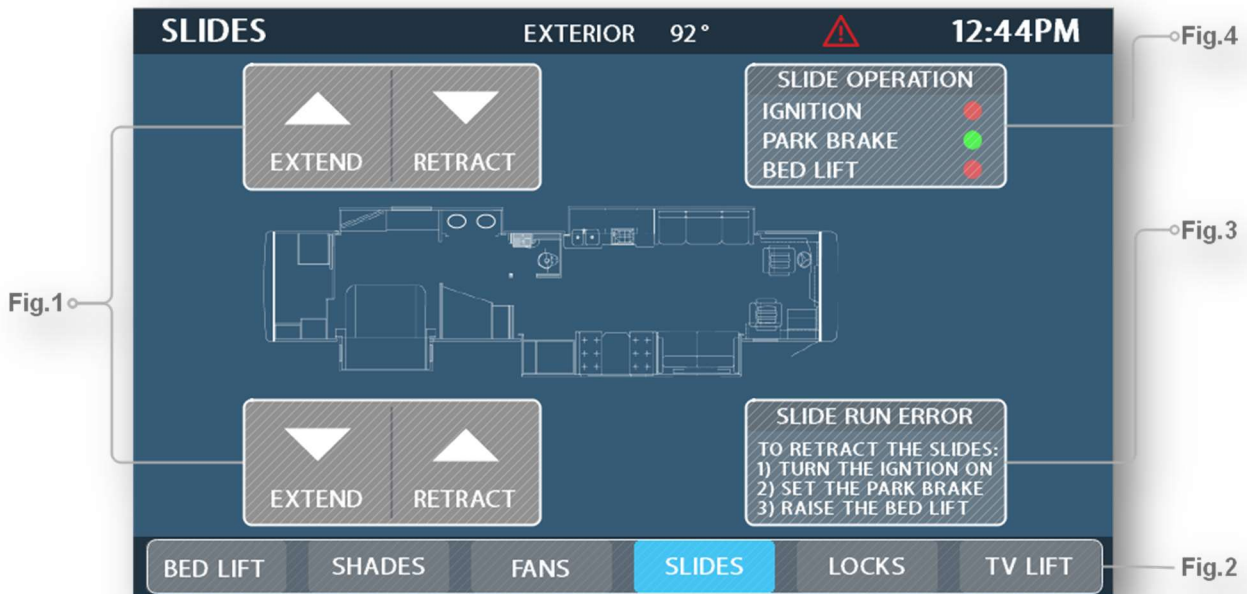 SLIDES EXTERIOR 92° 12:44PM
Fig.4
EXTEND RETRACT
SLIDE OPERATION
IGNITION
PARK BRAKE
BED LIFT
Fig.3
Fig.1
EXTEND RETRACT
SLIDE RUN ERROR
TO RETRACT THE SLIDES:
1) TURN THE IGNTION ON
2) SET THE PARK BRAKE
3) RAISE THE BED LIFT
BED LIFT SHADES FANS SLIDES LOCKS TV LIFT
Fig.2